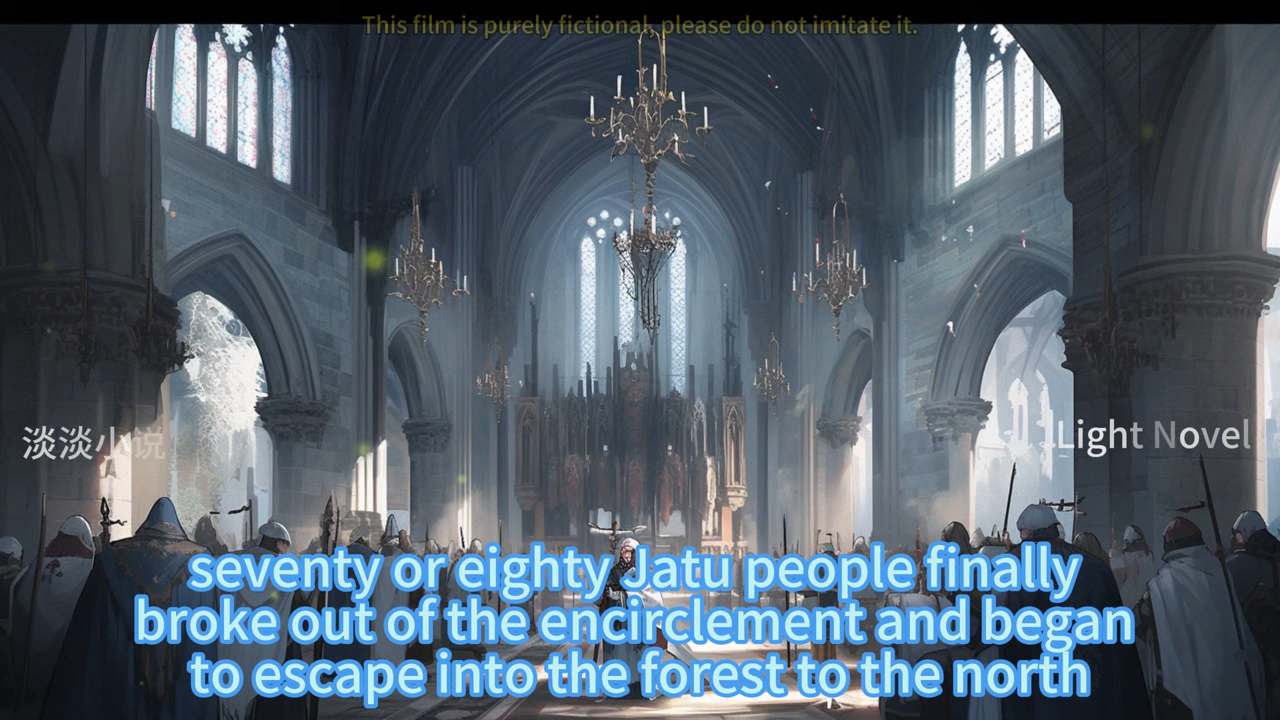 This film is purely fictional, please do not imitate it.
淡淡小说
Light Novel
seventy or eighty Jatu people finally
broke out of the encirclement and began
to escape into the forest to the north